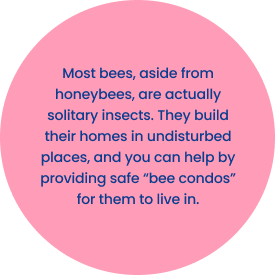 Most bees, aside from
honeybees, are actually
solitary insects. They build
their homes in undisturbed
places, and you can help by
providing safe “bee condos”
for them to live in.